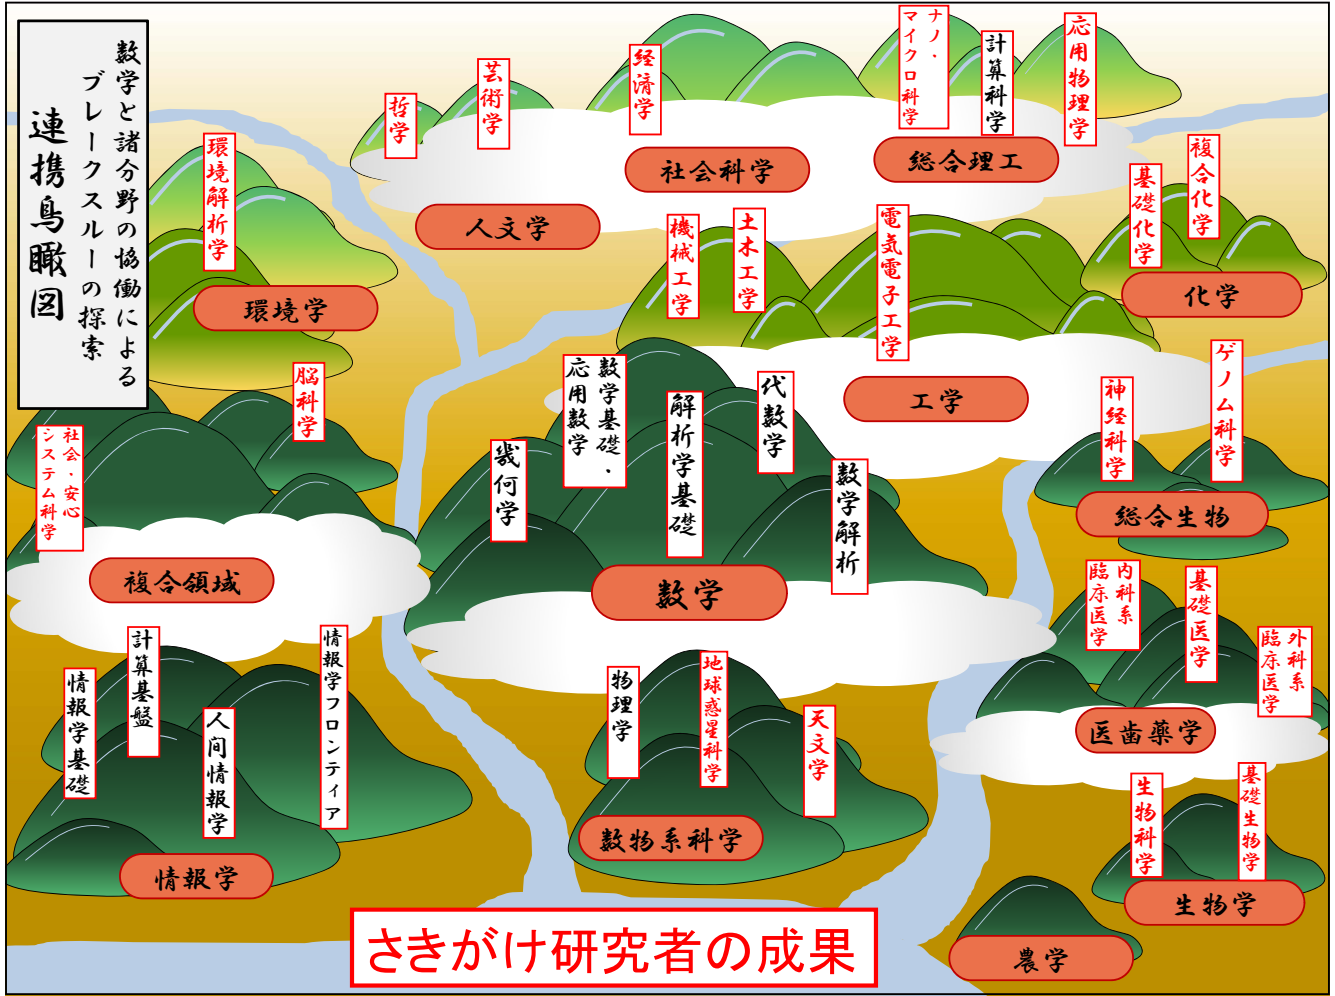 数学と諸分野の協働による
ブレークスルーの探索
連携鳥瞰図
哲学
芸術学
経済学
ナノ・
マイクロ科学
計算科学
応用物理学
社会科学
総合理工
人文学
環境解析学
環境学
機械工学
土木工学
電気電子工学
基礎化学
複合化学
化学
工学
脳科学
社会・安心
システム科学
複合領域
幾何学
数学基礎・
応用数学
解析学基礎
代数学
数学解析
数学
神経科学
ゲノム科学
総合生物
内科系
臨床医学
基礎医学
外科系
臨床医学
医歯薬学
情報学基礎
計算基盤
人間情報学
情報学フロンティア
情報学
物理学
地球惑星科学
天文学
数物系科学
生物科学
基礎生物学
生物学
農学
さきがけ研究者の成果